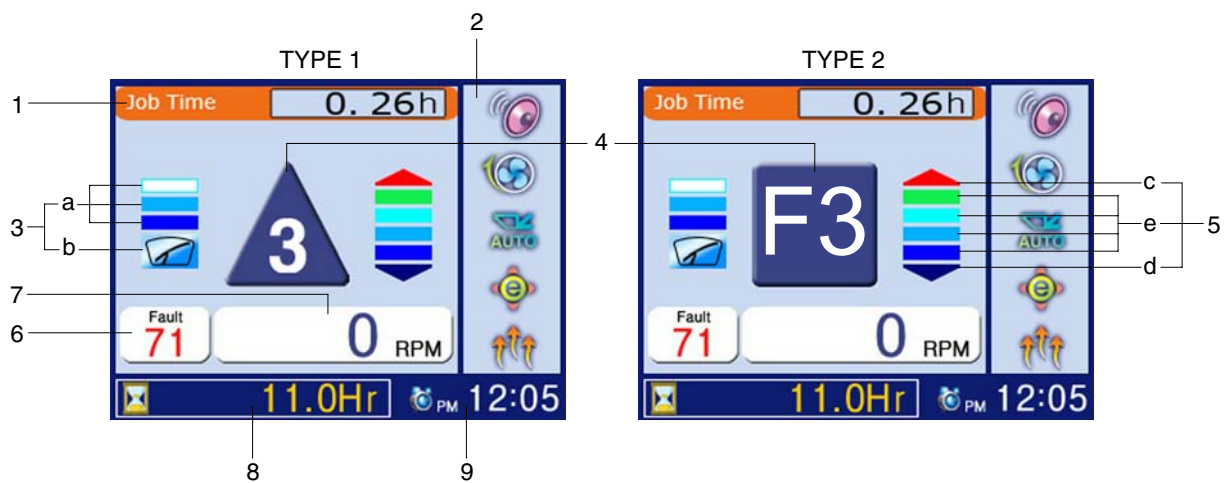 2
TYPE 1 TYPE 2
1 Job Time 0. 26h Job Time 0. 26h
4
a c
3 3 F3 AUTO e AUTO 5
b d
7 e e
Fault Fault
6 71 0 RPM 71 0 RPM
11.0Hr PM 12:05 11.0Hr PM 12:05
8 9